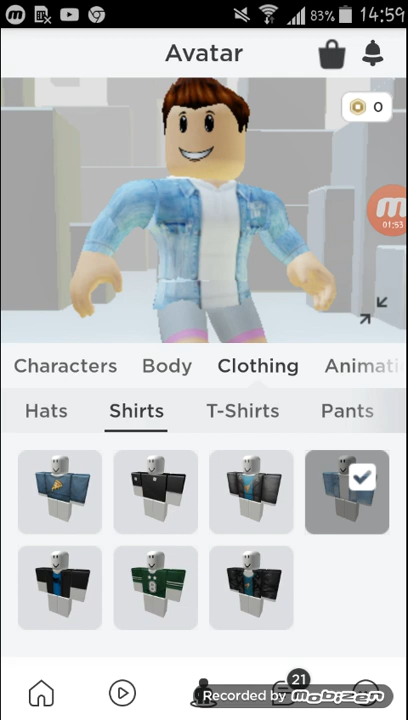 83% 14:59
Avatar
0
01:53
Characters Body Clothing Animati
Hats Shirts T-Shirts Pants
8
21
Recorded by mobizen